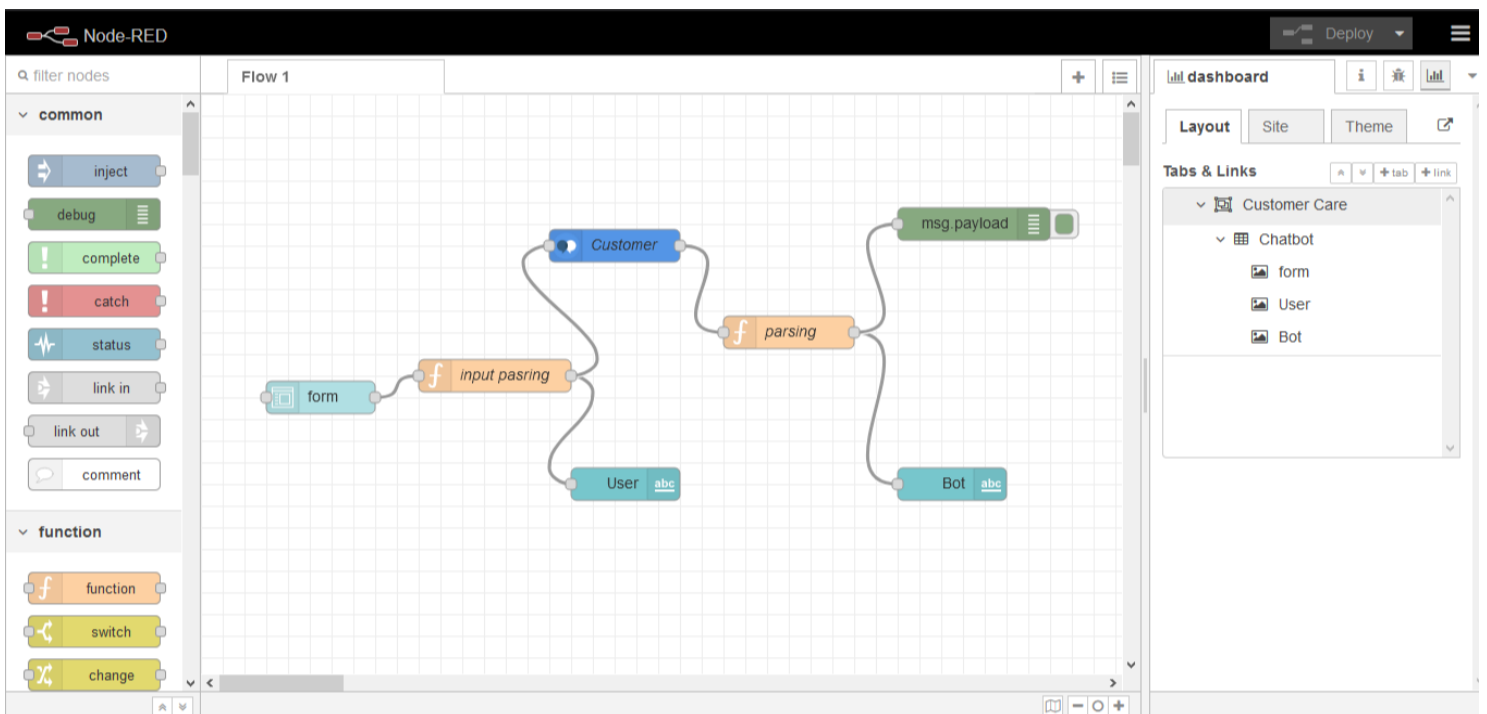 Node-RED
Deploy
filter nodes
common
inject
debug
complete
catch
status
link in
link out
comment
function
function
switch
change
Flow 1
form
input pasring
Customer
User
abc
parsing
msg.payload
Bot
abc
dashboard
i
Layout
Site
Theme
Tabs & Links
tab
link
Customer Care
Chatbot
form
User
Bot